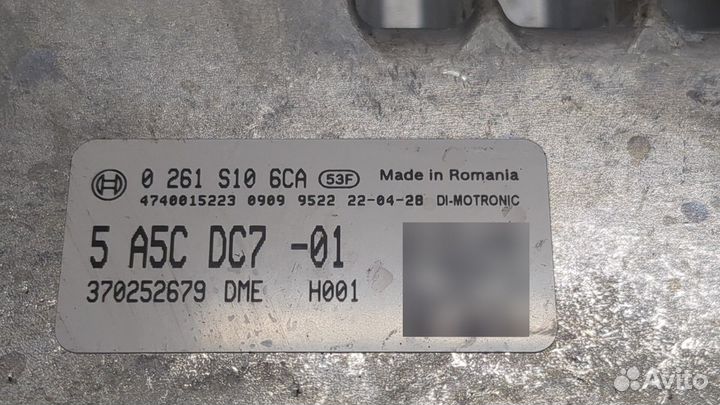 0 261 S10 6CA 53F Made in Romania
4740015223 0909 9522 22-04-28 DI-MOTRONIC
5 A5C DC7 -01
370252679 DME H001
Avito